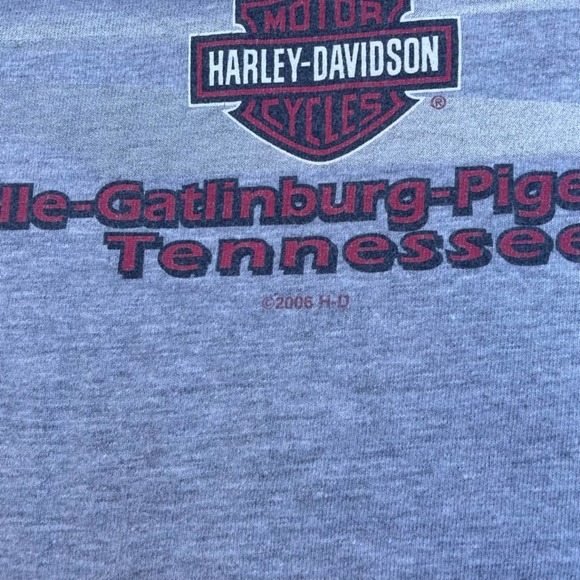 MOTOR
HARLEY-DAVIDSON
CYCLES
®
lle-Gatlinburg-Pige
Tennessee
©2006 H-D